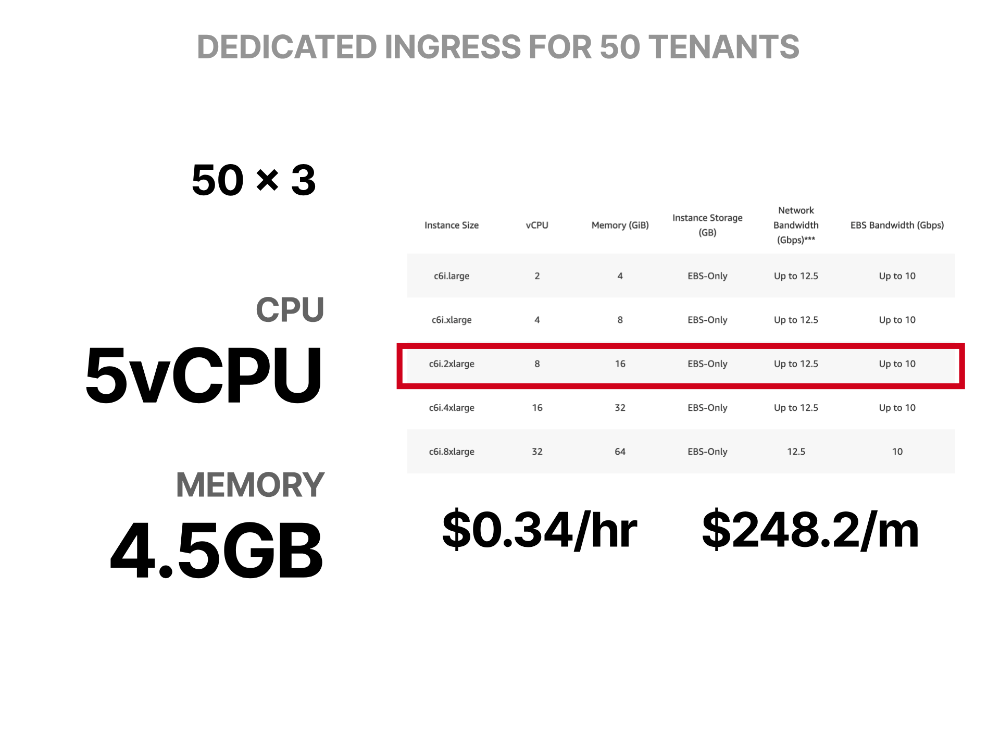 DEDICATED INGRESS FOR 50 TENANTS
50 × 3
CPU
5vCPU
MEMORY
4.5GB
Instance Size vCPU Memory (GiB) Instance Storage (GB) Network Bandwidth (Gbps)*** EBS Bandwidth (Gbps)
c6i.large 2 4 EBS-Only Up to 12.5 Up to 10
c6i.xlarge 4 8 EBS-Only Up to 12.5 Up to 10
c6i.2xlarge 8 16 EBS-Only Up to 12.5 Up to 10
c6i.4xlarge 16 32 EBS-Only Up to 12.5 Up to 10
c6i.8xlarge 32 64 EBS-Only 12.5 10
$0.34/hr $248.2/m